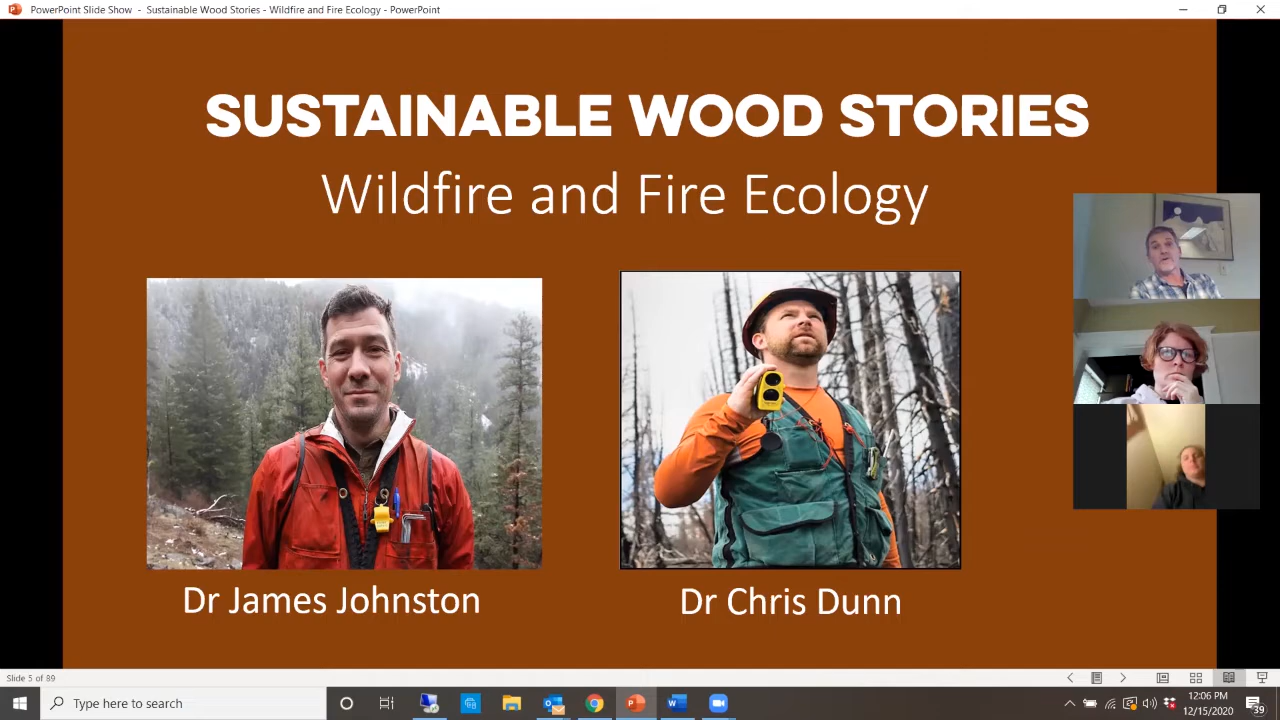 PowerPoint Slide Show - Sustainable Wood Stories - Wildfire and Fire Ecology - PowerPoint
SUSTAINABLE WOOD STORIES
Wildfire and Fire Ecology
Dr James Johnston
Dr Chris Dunn
Slide 5 of 89
Type here to search
12:06 PM
12/15/2020
39